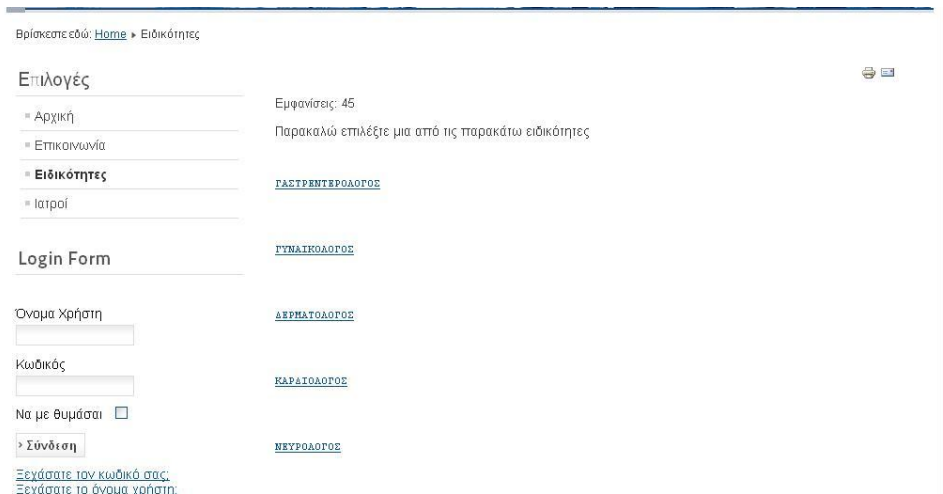 Βρίσκεστε εδώ: Home ▸ Ειδικότητες
Επιλογές
Αρχική
Επικοινωνία
Ειδικότητες
Ιατροί
Login Form
Όνομα Χρήστη
Κωδικός
Να με θυμάσαι
Σύνδεση
Ξεχάσατε τον κωδικό σας;
Ξεχάσατε το όνομα χρήστη;
Εμφανίσεις: 45
Παρακαλώ επιλέξτε μια από τις παρακάτω ειδικότητες
ΓΑΣΤΡΕΝΤΕΡΟΛΟΓΟΣ
ΓΥΝΑΙΚΟΛΟΓΟΣ
ΔΕΡΜΑΤΟΛΟΓΟΣ
ΚΑΡΔΙΟΛΟΓΟΣ
ΝΕΥΡΟΛΟΓΟΣ